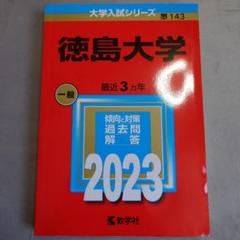 大学入試シリーズ 143
徳島大学
一般
最近3カ年
傾向と対策
過去問
解答
2023
教学社